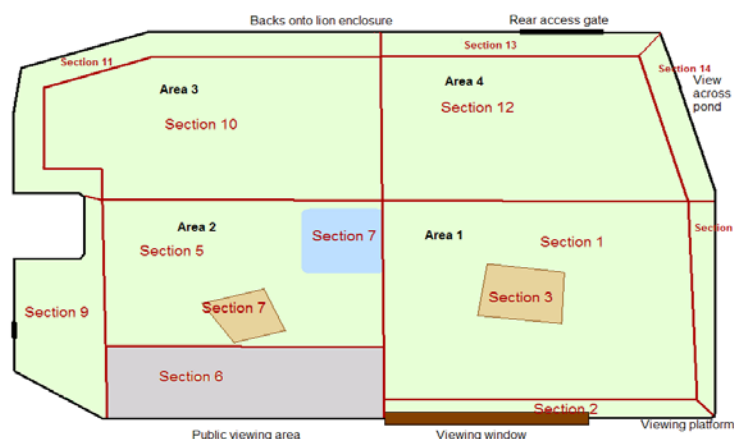 Backs onto lion enclosure
Rear access gate
Section 13
Section 11
Section 14
Area 3
Area 4
View
across
pond
Section 10
Section 12
Area 2
Section 7
Area 1
Section 1
Section
Section 5
Section 3
Section 7
Section 9
Section 6
Section 2
Viewing platform
Public viewing area
Viewing window